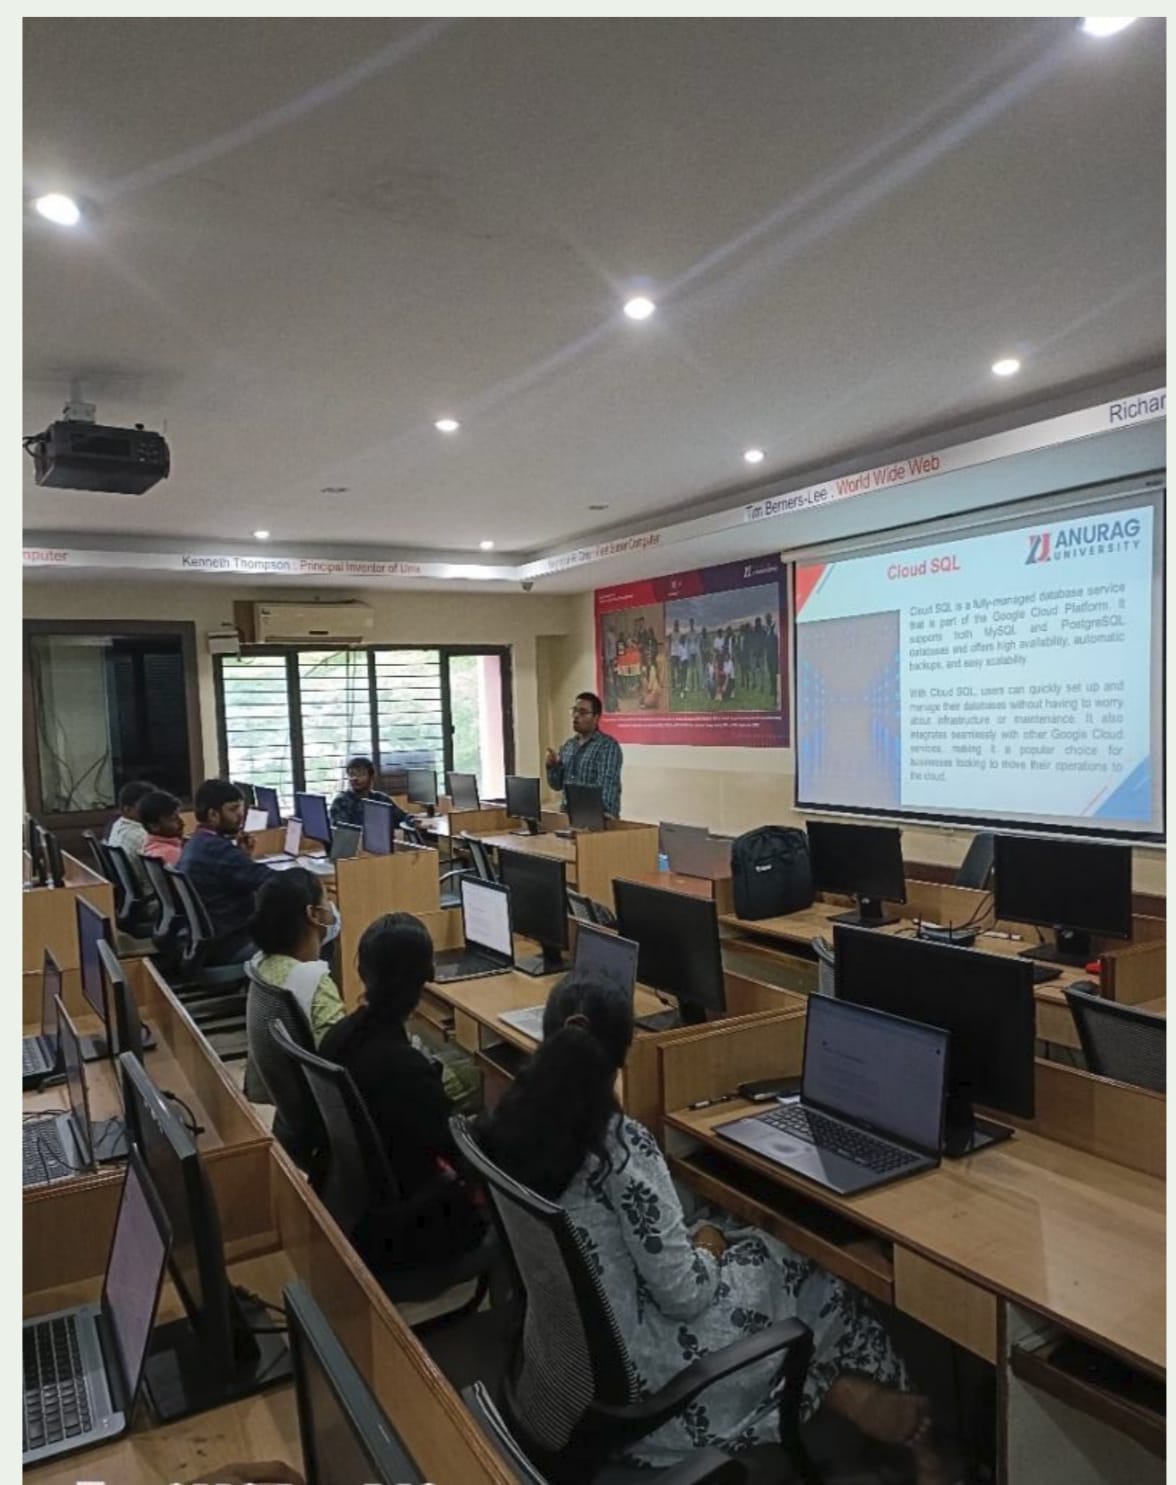 Richar
Tim Berners-Lee : World Wide Web
mputer
Kenneth Thompson : Principal Inventor of Unix
Super Computer
ANURAG
UNIVERSITY
Cloud SQL
Cloud SQL is a fully-managed database service
that is part of the Google Cloud Platform. It
supports both MySQL and PostgreSQL
databases and offers high availability, automatic
backups, and easy scalability.
With Cloud SQL, users can quickly set up and
manage their databases without having to worry
about infrastructure or maintenance. It also
integrates seamlessly with other Google Cloud
services, making it a popular choice for
businesses looking to move their operations to
the cloud.